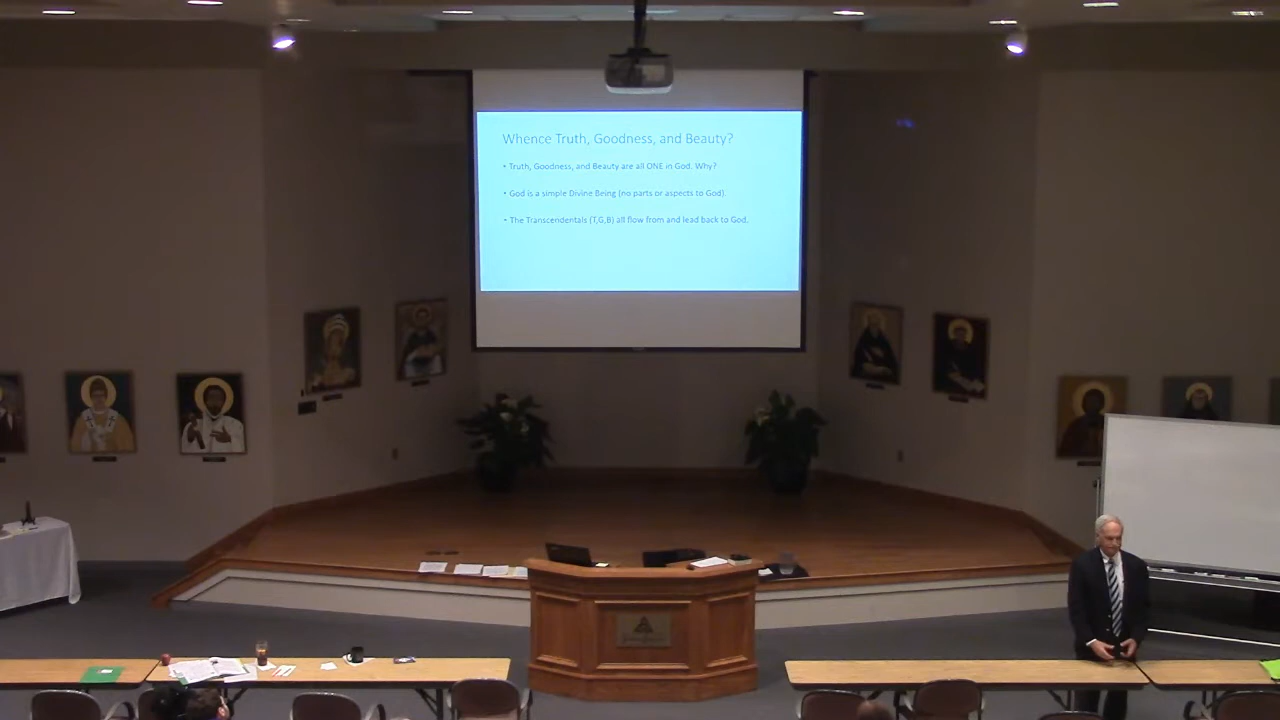 Whence Truth, Goodness, and Beauty?
• Truth, Goodness, and Beauty are all ONE in God. Why?
• God is a simple Divine Being (no parts or aspects to God).
• The Transcendentals (T,G,B) all flow from and lead back to God.